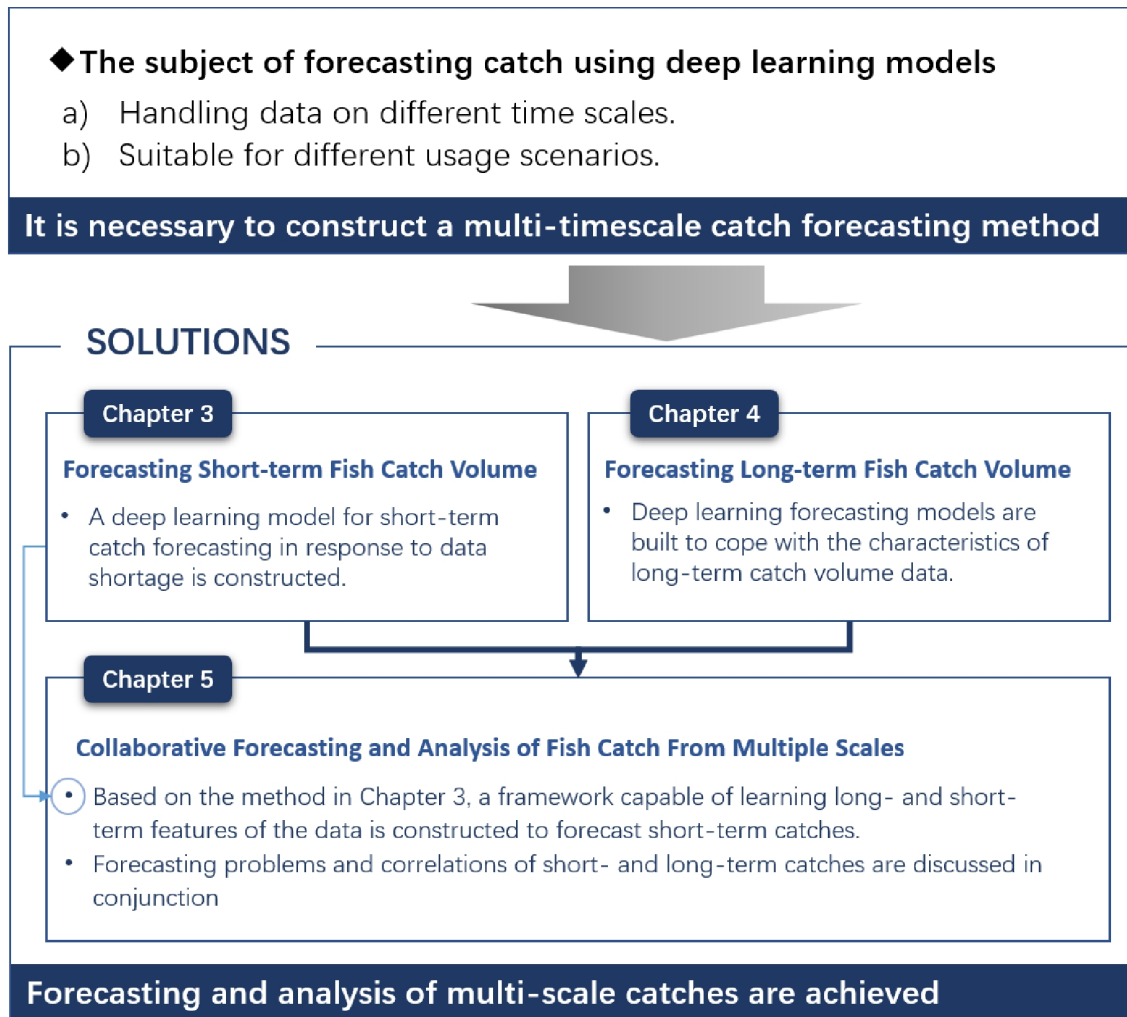 ◆The subject of forecasting catch using deep learning models
a) Handling data on different time scales.
b) Suitable for different usage scenarios.
It is necessary to construct a multi-timescale catch forecasting method
SOLUTIONS
Chapter 3
Forecasting Short-term Fish Catch Volume
• A deep learning model for short-term
catch forecasting in response to data
shortage is constructed.
Chapter 4
Forecasting Long-term Fish Catch Volume
• Deep learning forecasting models are
built to cope with the characteristics of
long-term catch volume data.
Chapter 5
Collaborative Forecasting and Analysis of Fish Catch From Multiple Scales
• Based on the method in Chapter 3, a framework capable of learning long- and short-
term features of the data is constructed to forecast short-term catches.
• Forecasting problems and correlations of short- and long-term catches are discussed in
conjunction
Forecasting and analysis of multi-scale catches are achieved